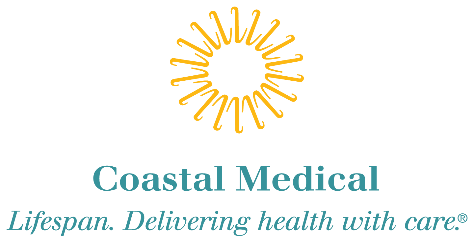 Coastal Medical
Lifespan. Delivering health with care.®